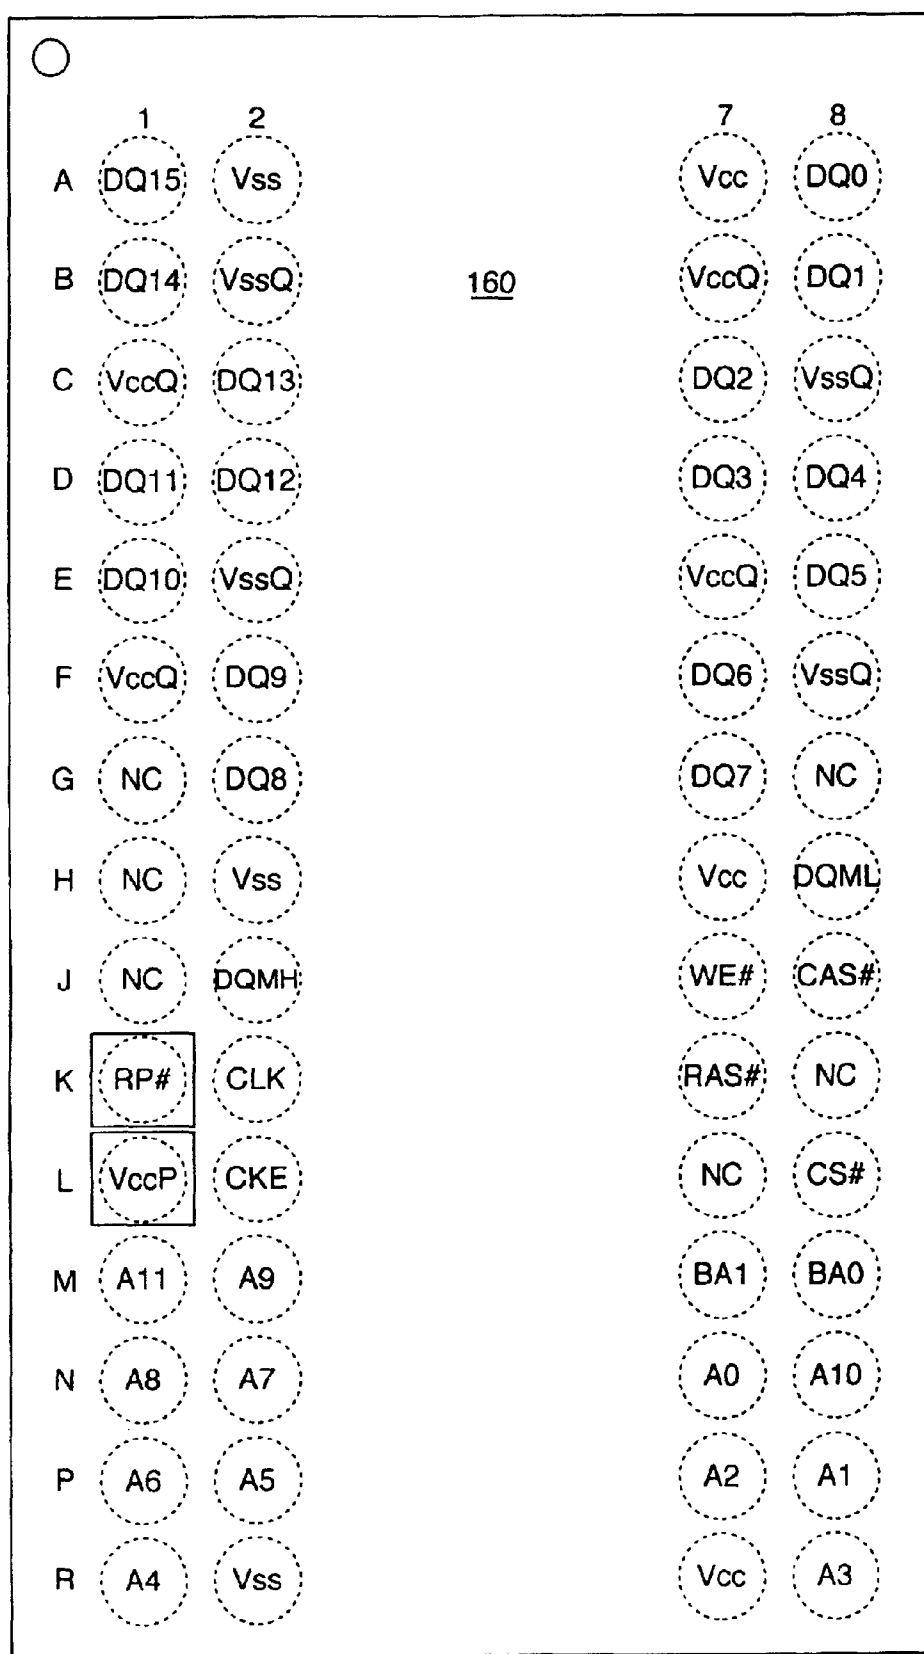 1 2 7 8
A DQ15 Vss Vcc DQ0
B DQ14 VssQ 160 VccQ DQ1
C VccQ DQ13 DQ2 VssQ
D DQ11 DQ12 DQ3 DQ4
E DQ10 VssQ VccQ DQ5
F VccQ DQ9 DQ6 VssQ
G NC DQ8 DQ7 NC
H NC Vss Vcc DQML
J NC DQMH WE# CAS#
K RP# CLK RAS# NC
L VccP CKE NC CS#
M A11 A9 BA1 BA0
N A8 A7 A0 A10
P A6 A5 A2 A1
R A4 Vss Vcc A3